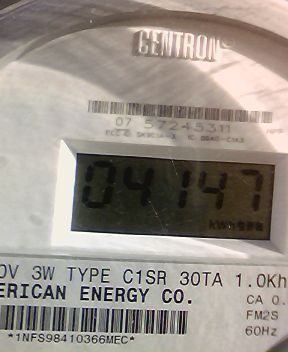 CENTRON
07 57245311
04147
kWh
0V 3W TYPE C1SR 30TA 1.0Kh
ERICAN ENERGY CO.
CA 0.
FM2S
60Hz
*1NFS98410366MEC*